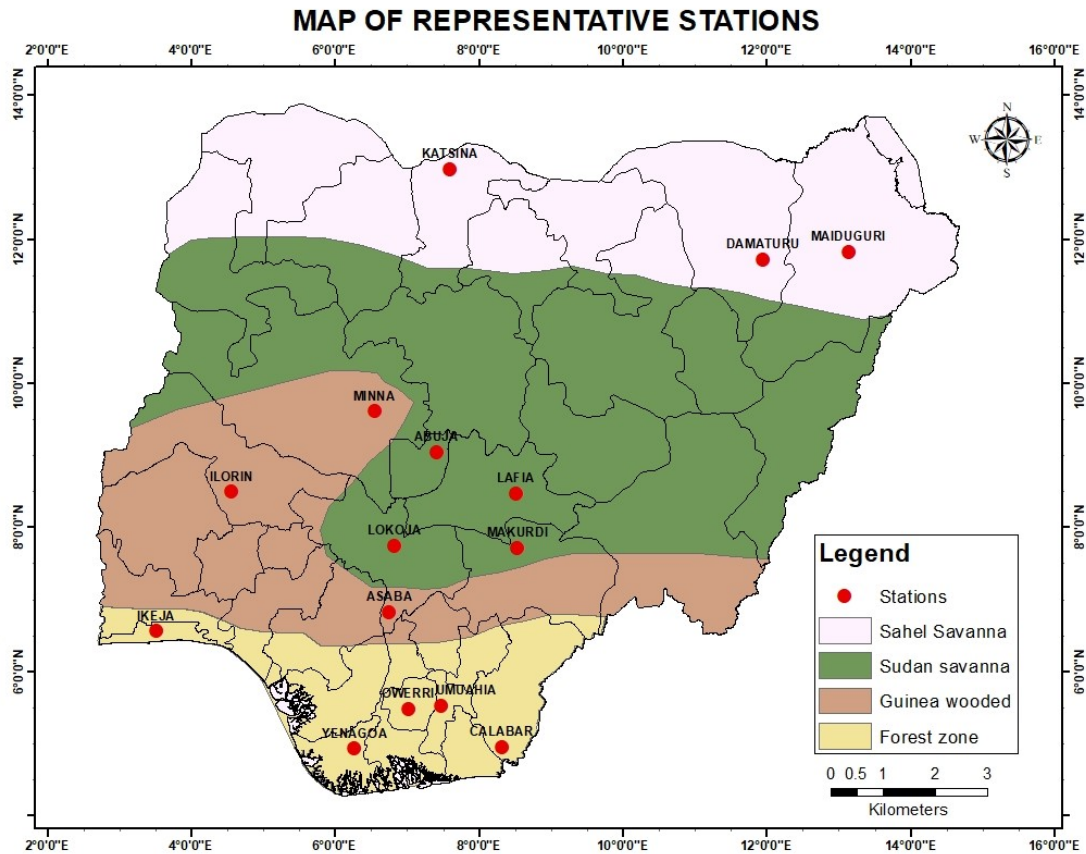 MAP OF REPRESENTATIVE STATIONS
2°0'0"E 4°0'0"E 6°0'0"E 8°0'0"E 10°0'0"E 12°0'0"E 14°0'0"E 16°0'0"E
14°0'0"N 14°0'0"N
N
W E
S
KATSINA
12°0'0"N 12°0'0"N
DAMATURU MAIDUGURI
10°0'0"N 10°0'0"N
MINNA
ABUJA
ILORIN
LAFIA
8°0'0"N 8°0'0"N
LOKOJA MAKURDI
ASABA
IKEJA
6°0'0"N 6°0'0"N
OWERRI UMUAHIA
YENAGOA CALABAR
Legend
Stations
Sahel Savanna
Sudan savanna
Guinea wooded
Forest zone
0 0.5 1 2 3
Kilometers
2°0'0"E 4°0'0"E 6°0'0"E 8°0'0"E 10°0'0"E 12°0'0"E 14°0'0"E 16°0'0"E